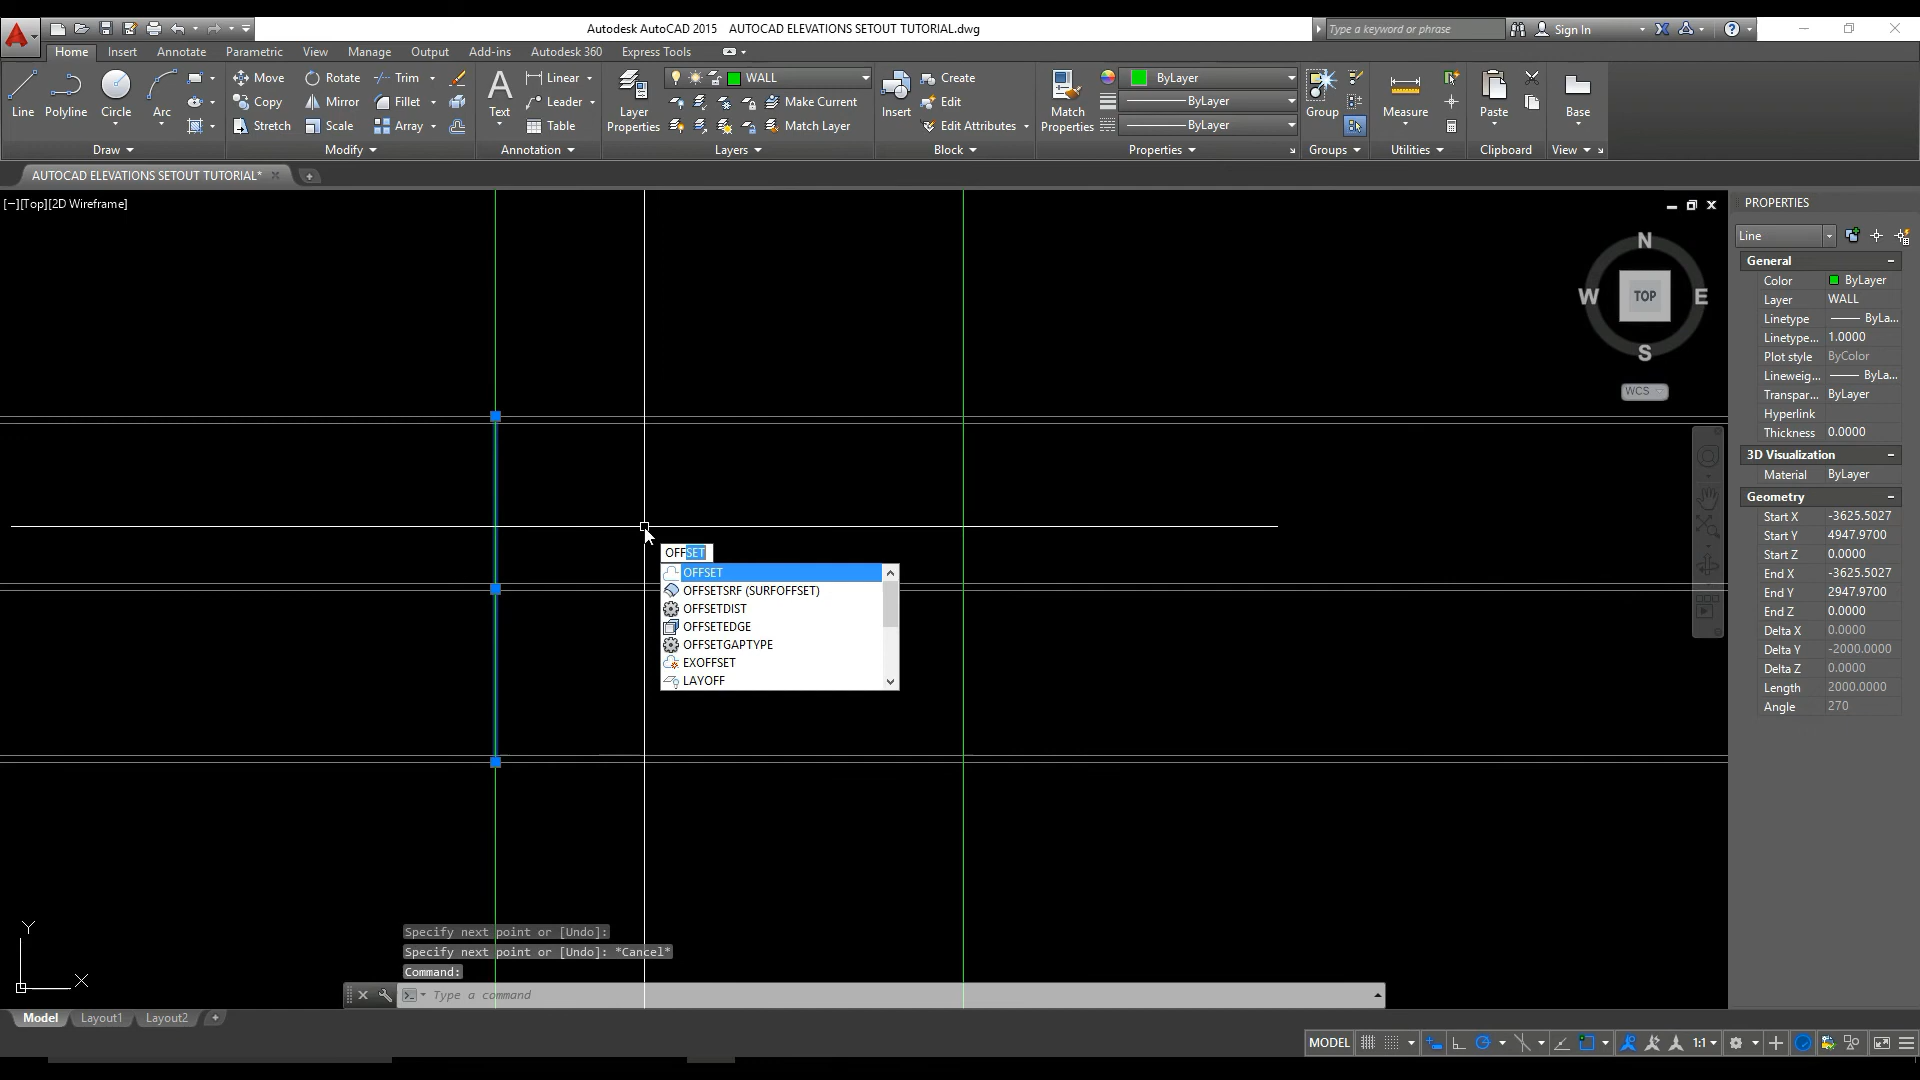 Autodesk AutoCAD 2015 AUTOCAD ELEVATIONS SETOUT TUTORIAL.dwg
Type a keyword or phrase
Sign In
Home Insert Annotate Parametric View Manage Output Add-ins Autodesk 360 Express Tools
Line Polyline Circle Arc
Move Rotate Trim
Copy Mirror Fillet
Stretch Scale Array
Text Linear
Leader
Table
Layer Properties
WALL
Make Current
Match Layer
Insert Create
Edit
Edit Attributes
Match Properties
ByLayer
ByLayer
ByLayer
Group Measure Paste Base
Draw Modify Annotation Layers Block Properties Groups Utilities Clipboard View
AUTOCAD ELEVATIONS SETOUT TUTORIAL*
[−][Top][2D Wireframe]
N
W TOP E
S
WCS
OFFSET
OFFSET
OFFSETSRF (SURFOFFSET)
OFFSETDIST
OFFSETEDGE
OFFSETGAPTYPE
EXOFFSET
LAYOFF
PROPERTIES
Line
General
Color ByLayer
Layer WALL
Linetype ByLa...
Linetype... 1.0000
Plot style ByColor
Lineweig... ByLa...
Transpar... ByLayer
Hyperlink
Thickness 0.0000
3D Visualization
Material ByLayer
Geometry
Start X -3625.5027
Start Y 4947.9700
Start Z 0.0000
End X -3625.5027
End Y 2947.9700
End Z 0.0000
Delta X 0.0000
Delta Y -2000.0000
Delta Z 0.0000
Length 2000.0000
Angle 270
Y
X
Specify next point or [Undo]:
Specify next point or [Undo]: *Cancel*
Command:
Type a command
Model Layout1 Layout2
MODEL 1:1